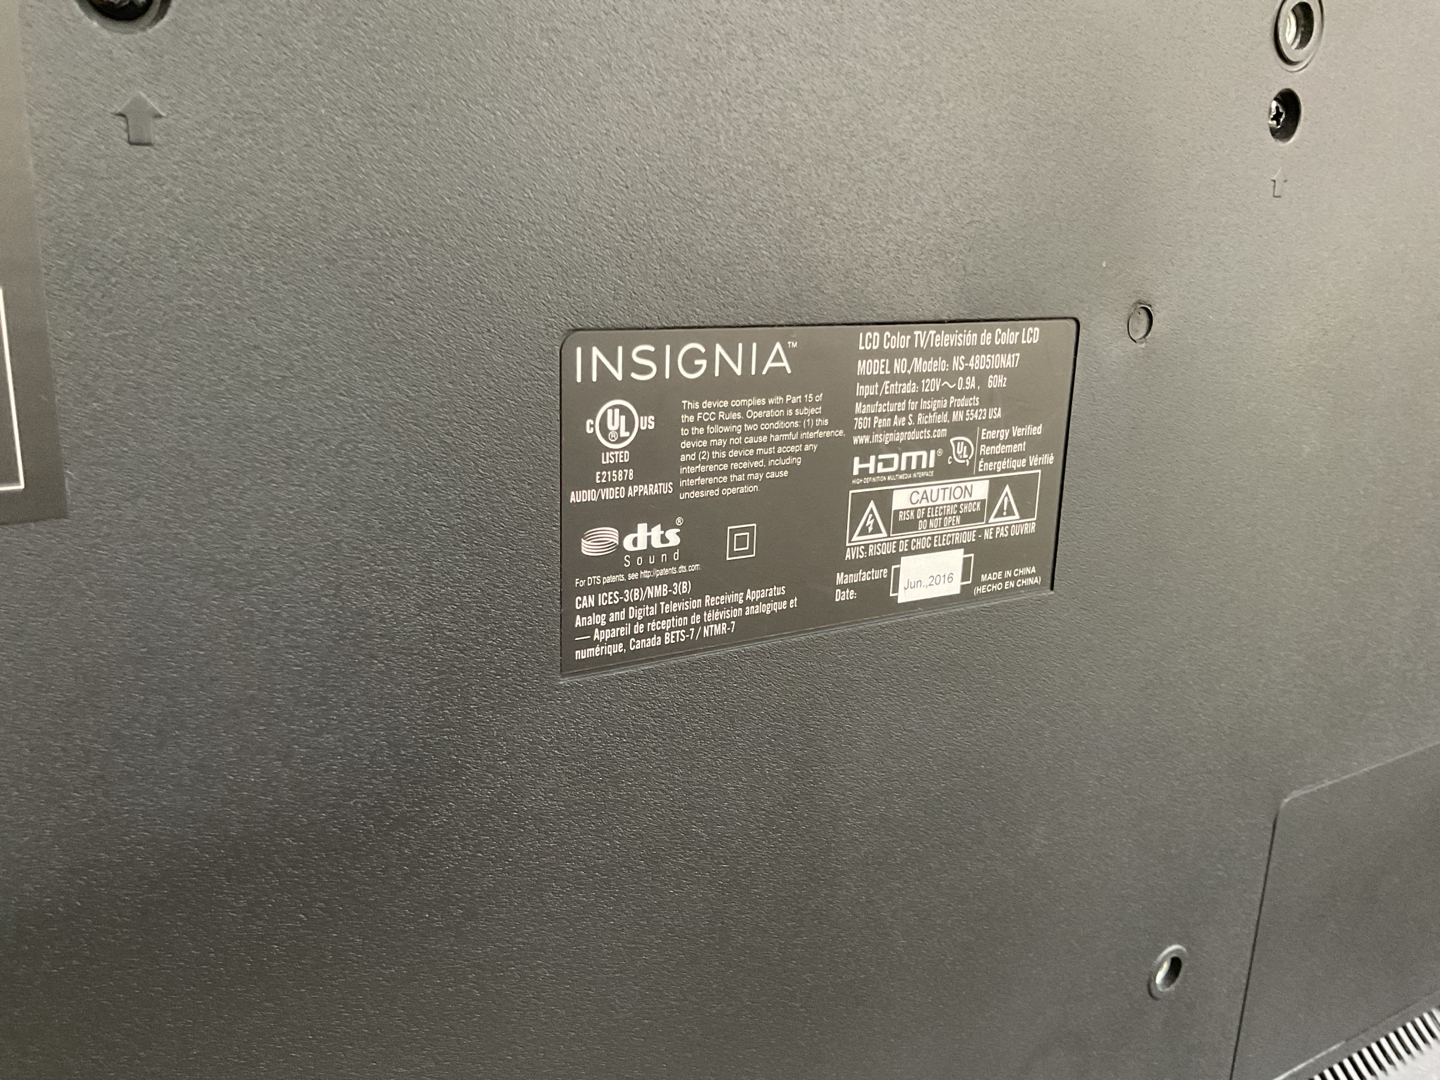 INSIGNIA™
C UL® US
LISTED
E215878
AUDIO/VIDEO APPARATUS
This device complies with Part 15 of
the FCC Rules. Operation is subject
to the following two conditions: (1) this
device may not cause harmful interference,
and (2) this device must accept any
interference received, including
interference that may cause
undesired operation.
dts®
Sound
For DTS patents, see http://patents.dts.com
CAN ICES-3(B)/NMB-3(B)
Analog and Digital Television Receiving Apparatus
— Appareil de réception de télévision analogique et
numérique, Canada BETS-7 / NTMR-7
LCD Color TV/Televisión de Color LCD
MODEL NO./Modelo: NS-48D510NA17
Input /Entrada: 120V～0.9A, 60Hz
Manufactured for Insignia Products
7601 Penn Ave S. Richfield, MN 55423 USA
www.insigniaproducts.com
HDMI®
HIGH-DEFINITION MULTIMEDIA INTERFACE
C UL US
Energy Verified
Rendement
Énergétique Vérifié
CAUTION
RISK OF ELECTRIC SHOCK
DO NOT OPEN
AVIS: RISQUE DE CHOC ELECTRIQUE - NE PAS OUVRIR
Manufacture
Date:
Jun.,2016
MADE IN CHINA
(HECHO EN CHINA)